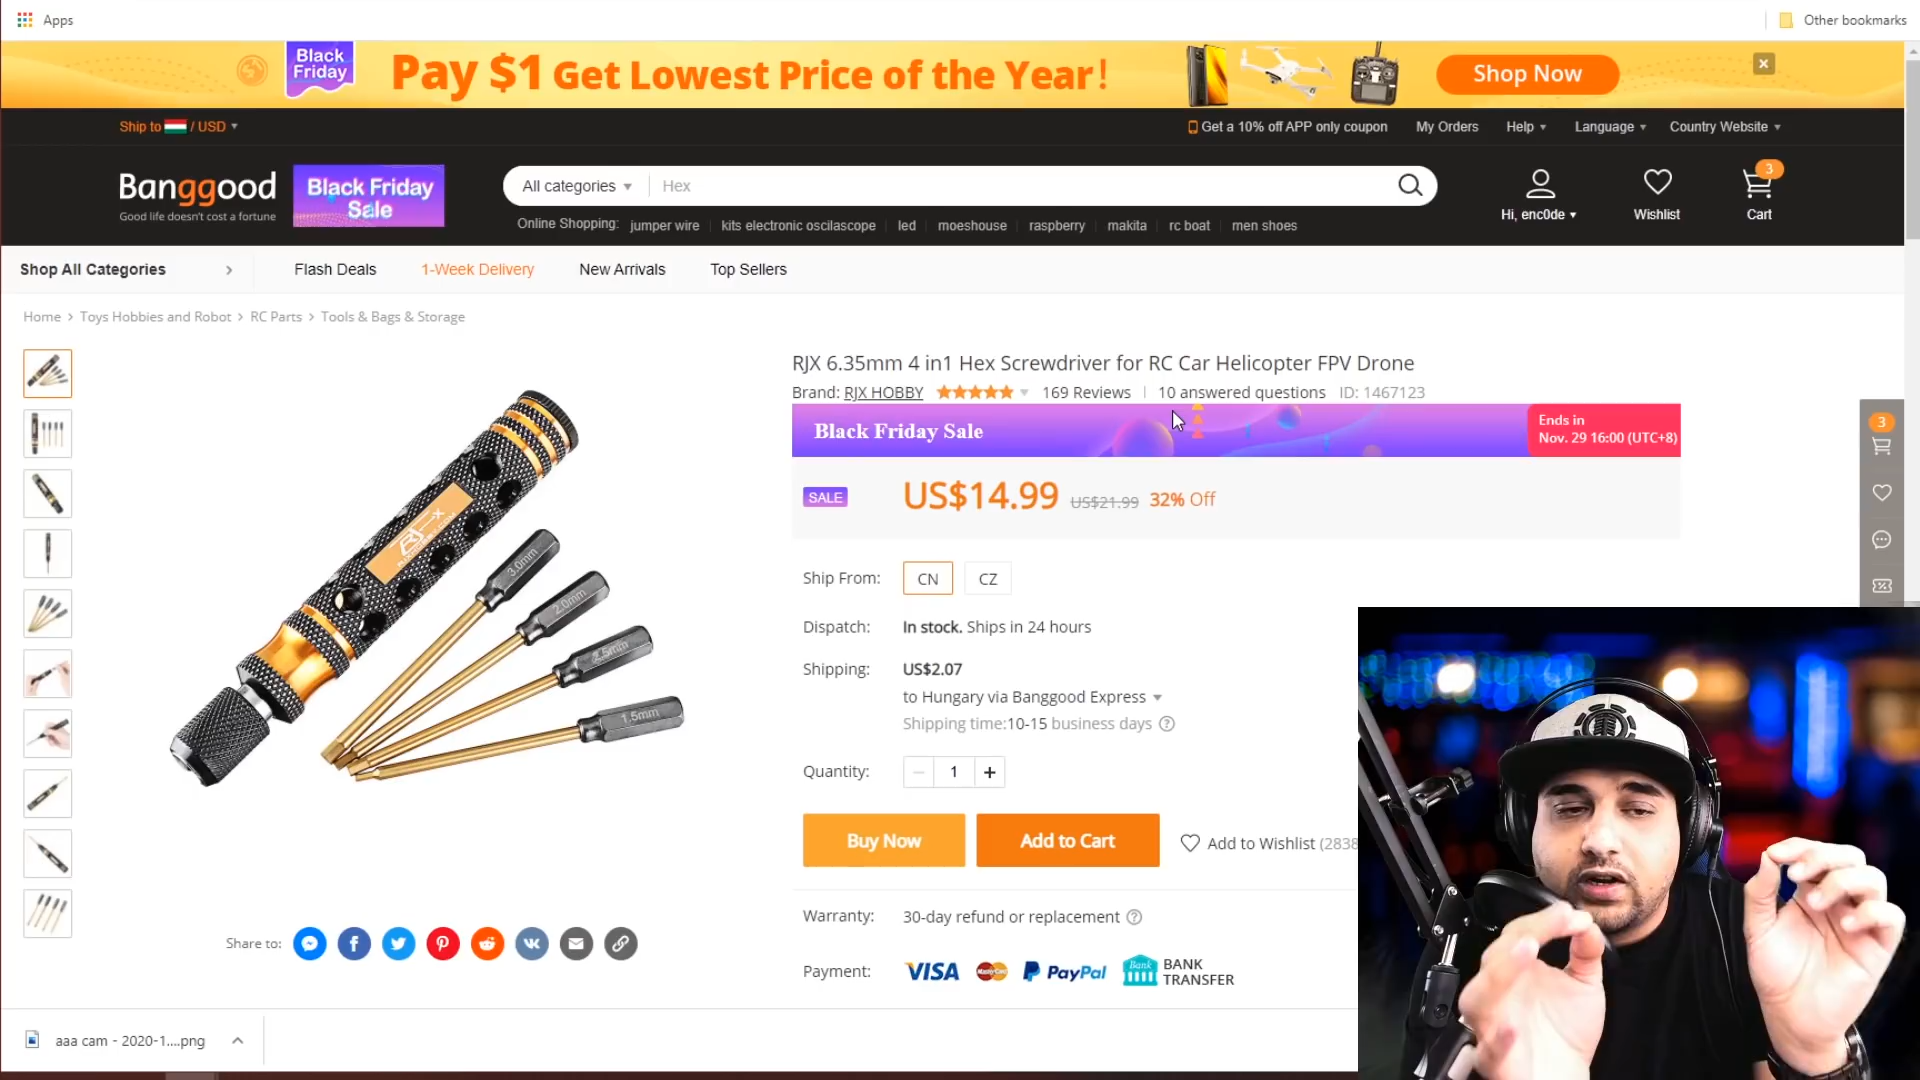 Apps
Other bookmarks
Black Friday
Pay $1 Get Lowest Price of the Year!
Shop Now
Ship to / USD
Get a 10% off APP only coupon
My Orders
Help
Language
Country Website
Banggood
Good life doesn't cost a fortune
Black Friday Sale
All categories
Hex
Online Shopping: jumper wire kits electronic oscilascope led moeshouse raspberry makita rc boat men shoes
Hi, enc0de
Wishlist
3
Cart
Shop All Categories
Flash Deals
1-Week Delivery
New Arrivals
Top Sellers
Home > Toys Hobbies and Robot > RC Parts > Tools & Bags & Storage
RJX 6.35mm 4 in1 Hex Screwdriver for RC Car Helicopter FPV Drone
Brand: RJX HOBBY 169 Reviews 10 answered questions ID: 1467123
Black Friday Sale
Ends in
Nov. 29 16:00 (UTC+8)
SALE US$14.99 US$21.99 32% Off
Ship From: CN CZ
Dispatch: In stock. Ships in 24 hours
Shipping: US$2.07
to Hungary via Banggood Express
Shipping time:10-15 business days
Quantity: 1
Buy Now
Add to Cart
Add to Wishlist (2838
Warranty: 30-day refund or replacement
Payment: VISA MasterCard PayPal Bank BANK TRANSFER
3.0mm
2.0mm
2.5mm
1.5mm
3
Share to:
aaa cam - 2020-1....png